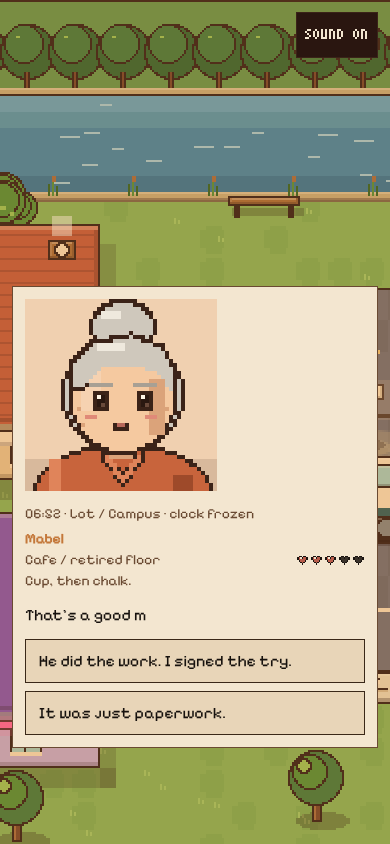 SOUND ON
06:52 · Lot / Campus · clock frozen
Mabel
Cafe / retired floor
Cup, then chalk.
That's a good m
He did the work. I signed the try.
It was just paperwork.